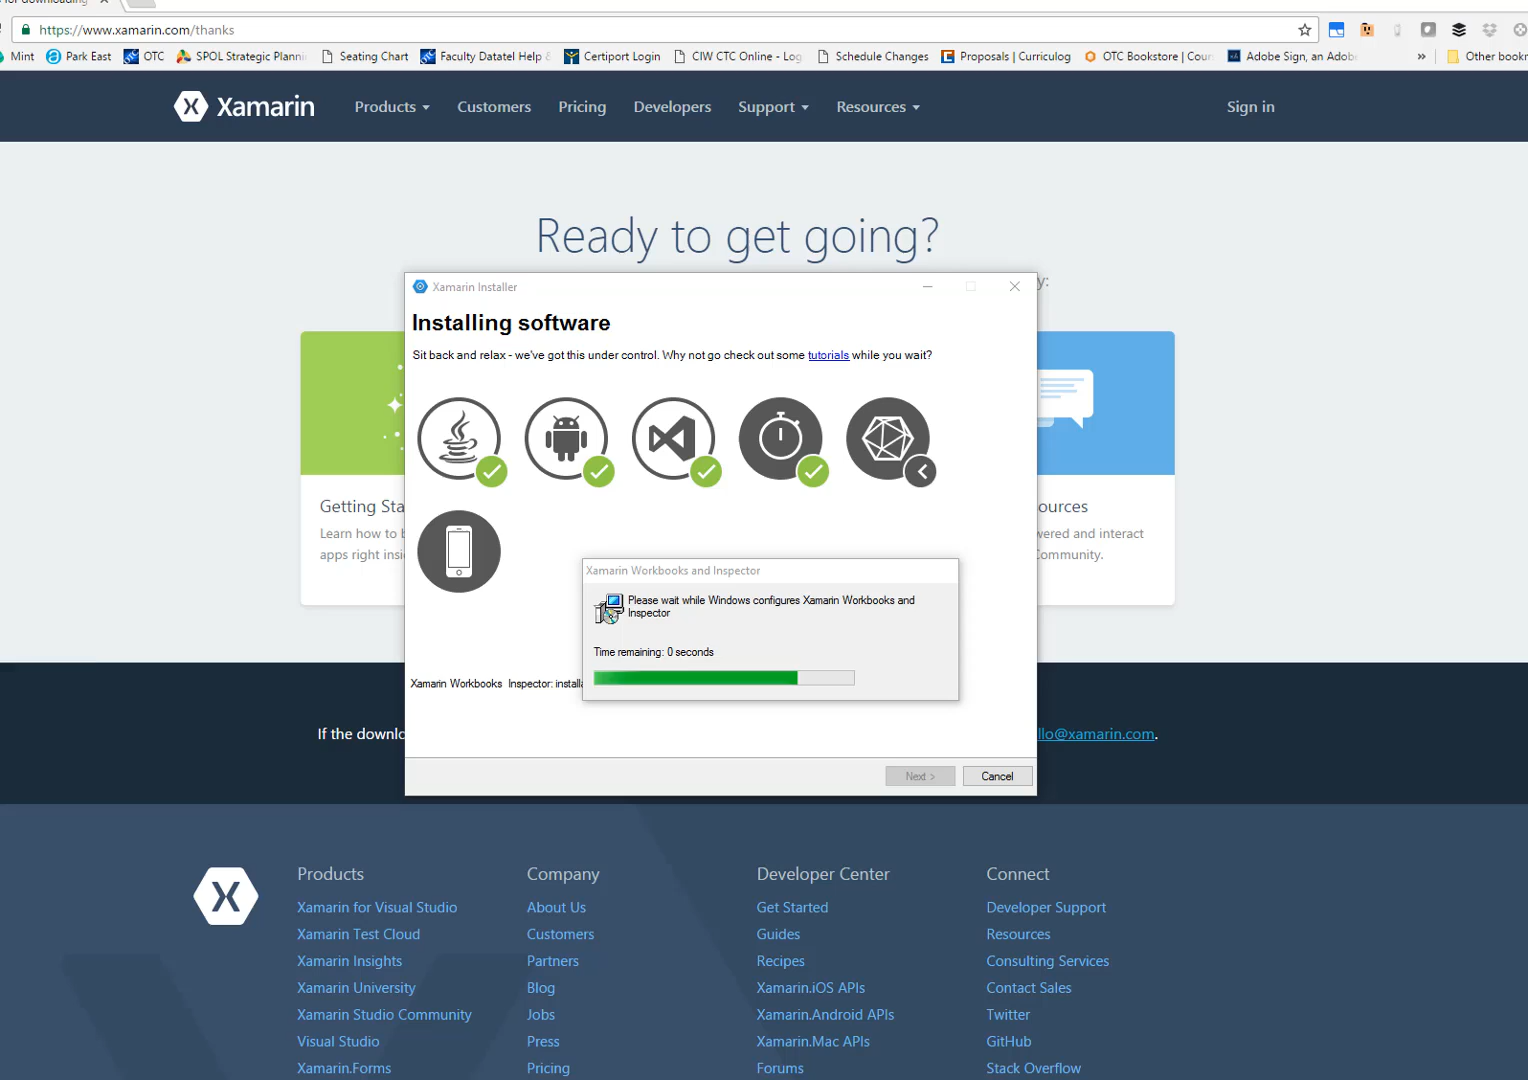 for downloading
https://www.xamarin.com/thanks
Mint
Park East
OTC
SPOL Strategic Plannin
Seating Chart
Faculty Datatel Help &
Certiport Login
CIW CTC Online - Log
Schedule Changes
Proposals | Curriculog
OTC Bookstore | Cour
Adobe Sign, an Adobe
»
Other bookm
Xamarin
Products
Customers
Pricing
Developers
Support
Resources
Sign in
Ready to get going?
y:
Xamarin Installer
Installing software
Sit back and relax - we've got this under control. Why not go check out some tutorials while you wait?
Getting Sta
Learn how to b
apps right insi
ources
wered and interact
Community.
Xamarin Workbooks and Inspector
Please wait while Windows configures Xamarin Workbooks and
Inspector
Time remaining: 0 seconds
Xamarin Workbooks Inspector: installa
If the downlo
llo@xamarin.com.
Next >
Cancel
Products
Xamarin for Visual Studio
Xamarin Test Cloud
Xamarin Insights
Xamarin University
Xamarin Studio Community
Visual Studio
Xamarin.Forms
Company
About Us
Customers
Partners
Blog
Jobs
Press
Pricing
Developer Center
Get Started
Guides
Recipes
Xamarin.iOS APIs
Xamarin.Android APIs
Xamarin.Mac APIs
Forums
Connect
Developer Support
Resources
Consulting Services
Contact Sales
Twitter
GitHub
Stack Overflow